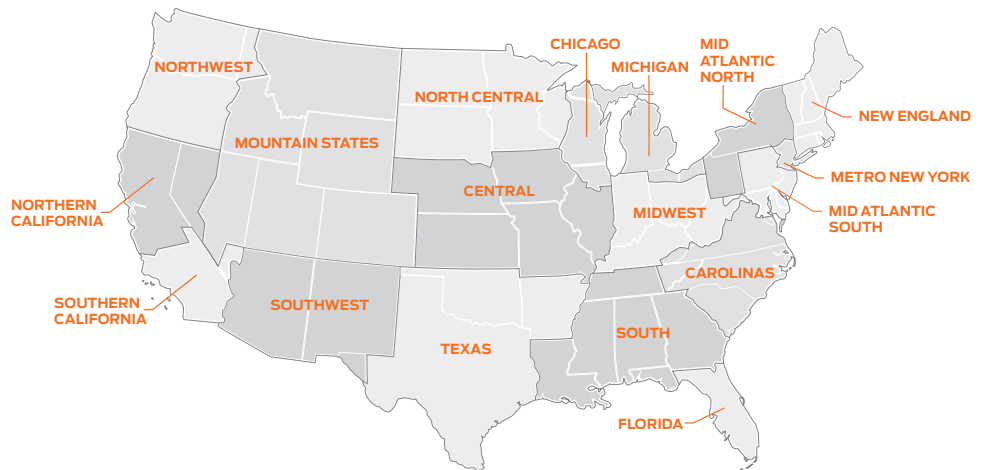 CHICAGO
MID
ATLANTIC
NORTH
MICHIGAN
NORTHWEST
NORTH CENTRAL
NEW ENGLAND
MOUNTAIN STATES
METRO NEW YORK
CENTRAL
NORTHERN
CALIFORNIA
MIDWEST
MID ATLANTIC
SOUTH
CAROLINAS
SOUTHERN
CALIFORNIA
SOUTHWEST
SOUTH
TEXAS
FLORIDA